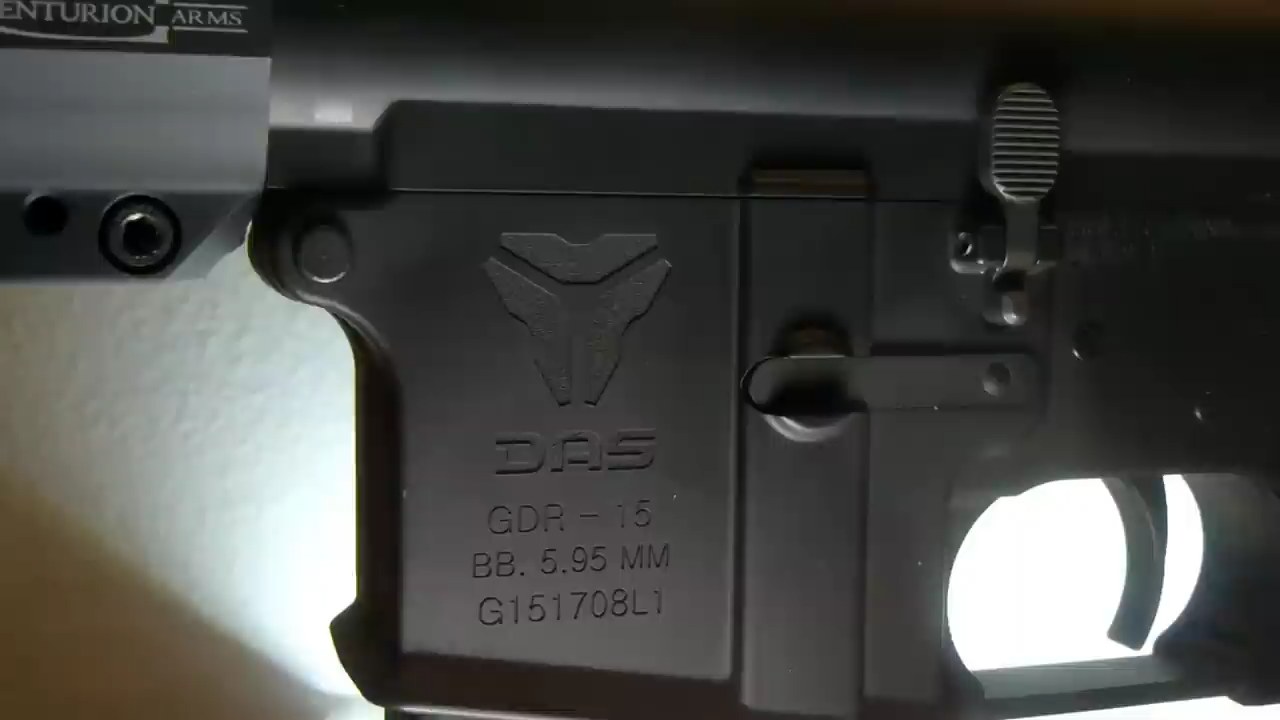 ENTURION ARMS
DAS
GDR - 15
BB. 5.95 MM
G151708L1